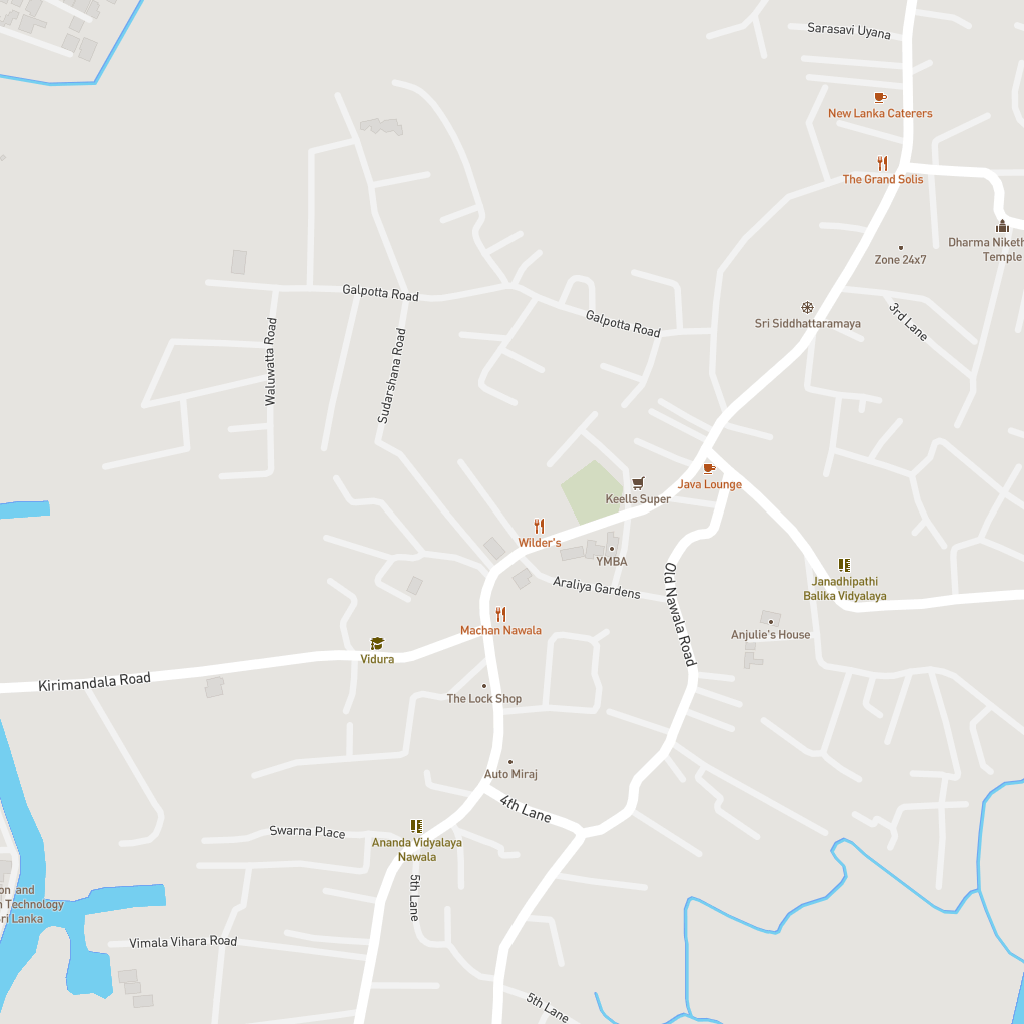 Sarasavi Uyana
New Lanka Caterers
The Grand Solis
Dharma Niketh
Temple
Zone 24x7
Galpotta Road
Sri Siddhattaramaya
3rd Lane
Galpotta Road
Waluwatta Road
Sudarshana Road
Java Lounge
Keells Super
Wilder's
YMBA
Araliya Gardens
Janadhipathi
Balika Vidyalaya
Old Nawala Road
Machan Nawala
Anjulie's House
Vidura
Kirimandala Road
The Lock Shop
Auto Miraj
4th Lane
Swarna Place
Ananda Vidyalaya
Nawala
5th Lane
on and
Technology
Sri Lanka
Vimala Vihara Road
5th Lane